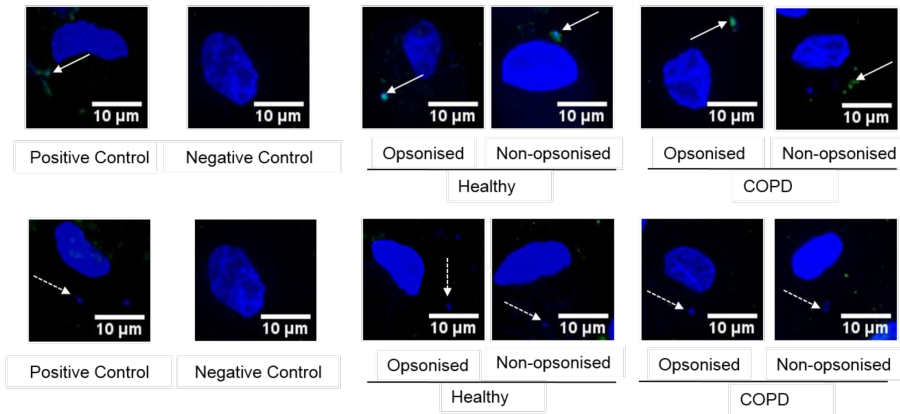 10 µm
10 µm
10 µm
10 µm
10 µm
10 µm
Positive Control
Negative Control
Opsonised
Non-opsonised
Opsonised
Non-opsonised
Healthy
COPD
10 µm
10 µm
10 µm
10 µm
10 µm
10 µm
Positive Control
Negative Control
Opsonised
Non-opsonised
Opsonised
Non-opsonised
Healthy
COPD